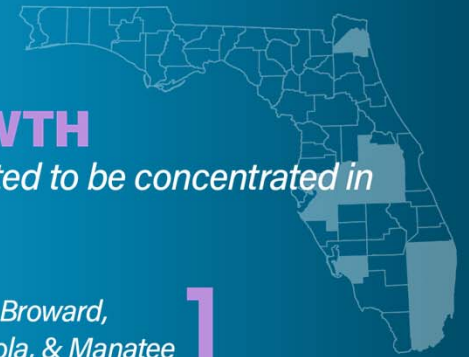 WTH
ted to be concentrated in
Broward,
ola, & Manatee
1